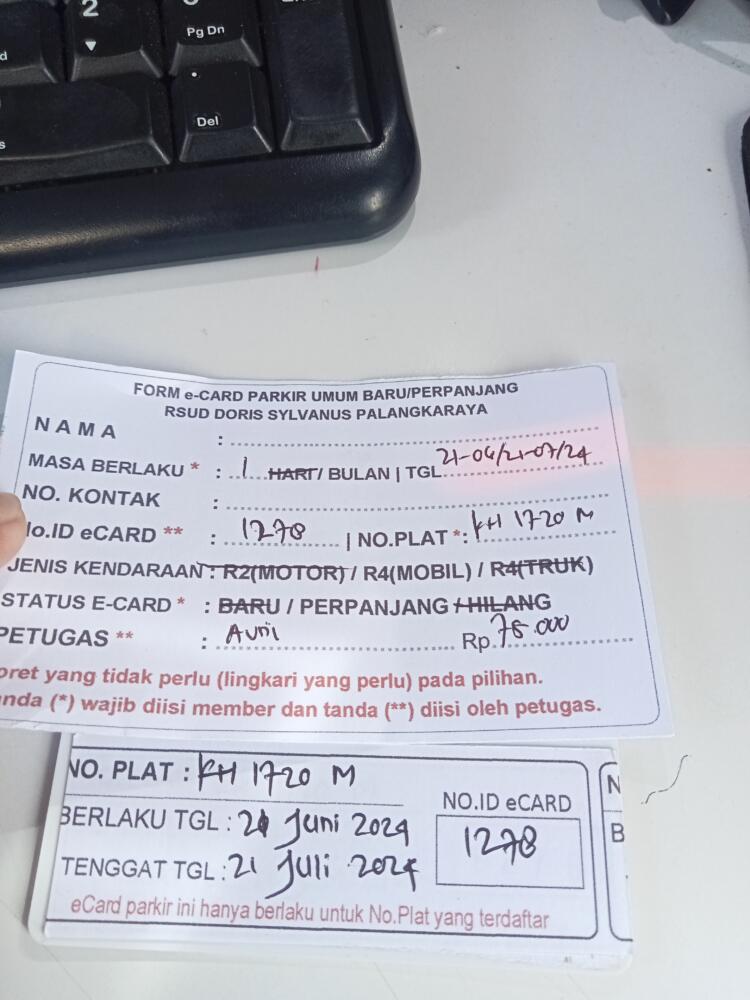 2
Pg Dn
Del
FORM e-CARD PARKIR UMUM BARU/PERPANJANG
RSUD DORIS SYLVANUS PALANGKARAYA
NAMA :
MASA BERLAKU * : 1 HARI / BULAN | TGL 21-06/21-07/24
NO. KONTAK :
No.ID eCARD ** : 1278 | NO.PLAT *: KH 1720 M
JENIS KENDARAAN : R2(MOTOR) / R4(MOBIL) / R4(TRUK)
STATUS E-CARD * : BARU / PERPANJANG / HILANG
PETUGAS ** : Avril Rp. 75.000
oret yang tidak perlu (lingkari yang perlu) pada pilihan.
anda (*) wajib diisi member dan tanda (**) diisi oleh petugas.
NO. PLAT : KH 1720 M
BERLAKU TGL : 21 Juni 2024
TENGGAT TGL : 21 Juli 2024
NO.ID eCARD
1278
eCard parkir ini hanya berlaku untuk No.Plat yang terdaftar
N
B